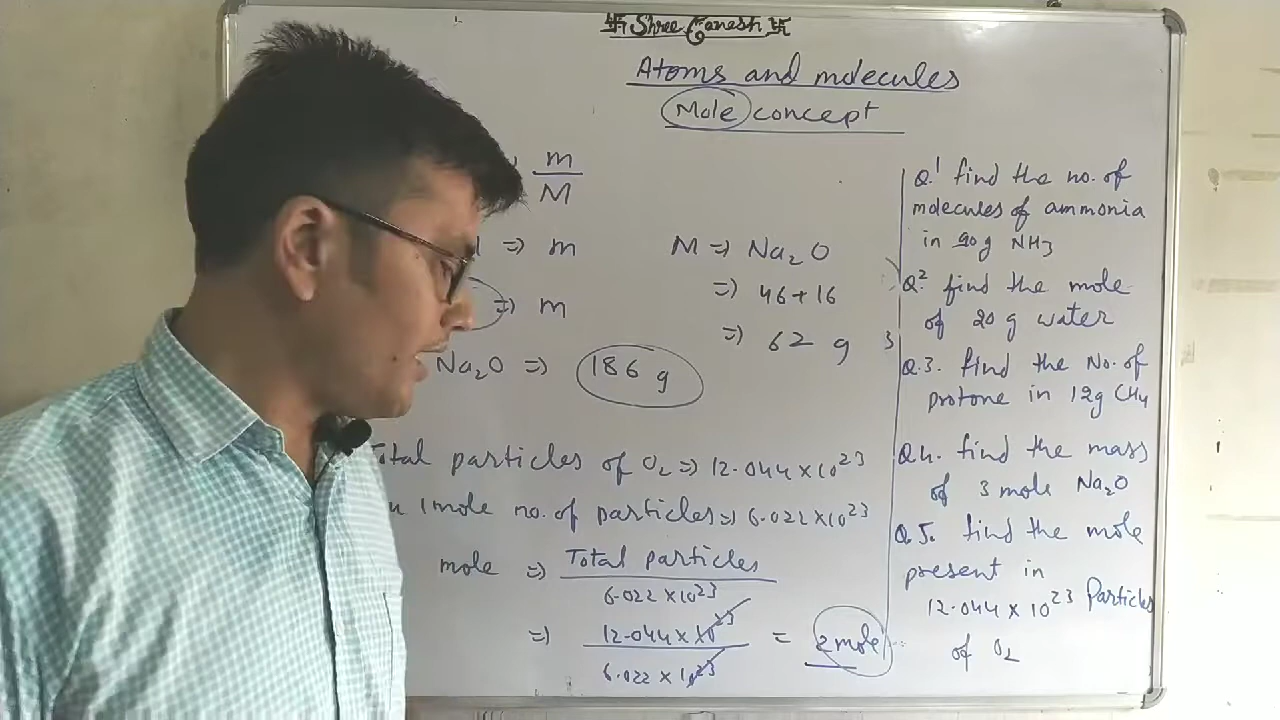 卐 Shree Ganesh 卐
Atoms and molecules
Mole concept
m
M
⇒ m
⇒ m
Na₂O ⇒ 186 g
M ⇒ Na₂O
⇒ 46+16
⇒ 62 g
3
Total particles of O₂ ⇒ 12.044×10²³
1mole no. of particles ⇒ 6.022×10²³
mole ⇒ Total particles
6.022×10²³
⇒ 12.044×10²³
6.022×10²³
= 2 mole
Q.1 find the no. of
molecules of ammonia
in g NH3
Q.2 find the mole
of 20 g water
Q.3. find the No. of
protone in 12g CH4
Q4. find the mass
of 3 mole Na₂O
Q.5. find the mole
present in
12.044×10²³ Particles
of O₂